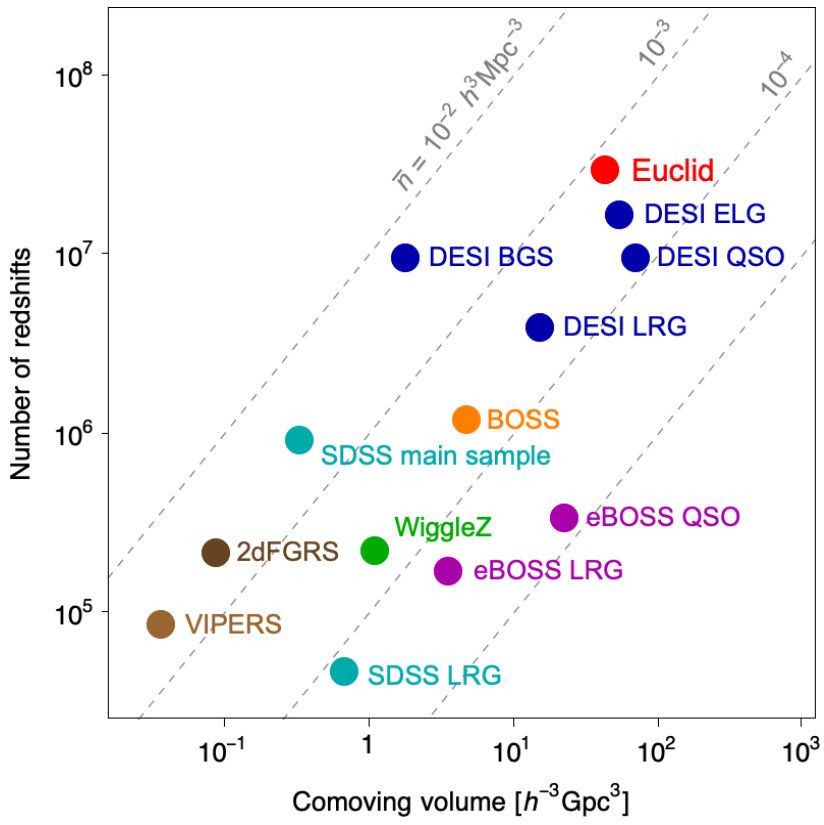 n̄ = 10⁻² h³Mpc⁻³
10⁻³
10⁻⁴
10⁸
Euclid
DESI ELG
10⁷
DESI BGS
DESI QSO
DESI LRG
Number of redshifts
10⁶
BOSS
SDSS main sample
eBOSS QSO
WiggleZ
2dFGRS
eBOSS LRG
10⁵
VIPERS
SDSS LRG
10⁻¹
1
10¹
10²
10³
Comoving volume [h⁻³Gpc³]